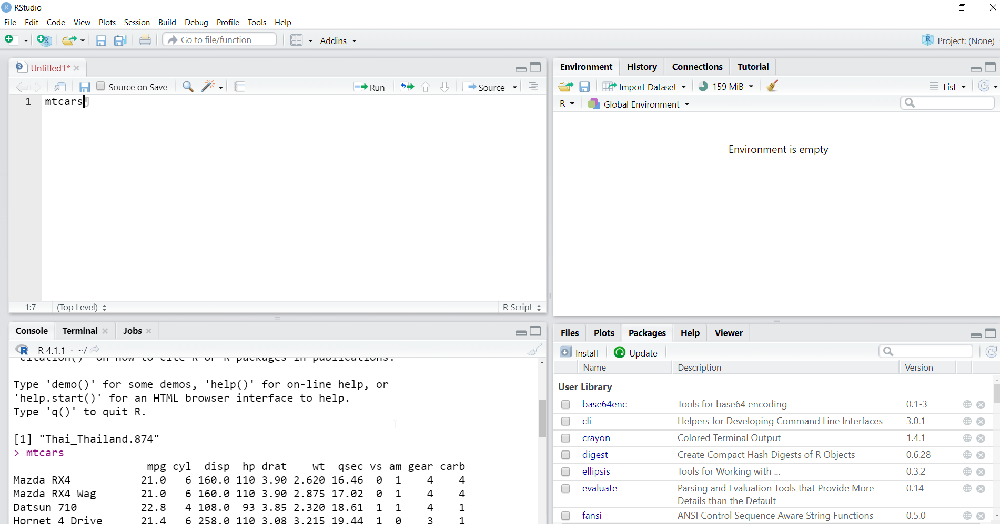 RStudio
File Edit Code View Plots Session Build Debug Profile Tools Help
Go to file/function Addins Project: (None)
Untitled1*
Source on Save Run Source
1 mtcars
1:7 (Top Level) R Script
Console Terminal Jobs
R 4.1.1 · ~/
'citation()' on how to cite R or R packages in publications.
Type 'demo()' for some demos, 'help()' for on-line help, or
'help.start()' for an HTML browser interface to help.
Type 'q()' to quit R.
[1] "Thai_Thailand.874"
> mtcars
mpg cyl disp hp drat wt qsec vs am gear carb
Mazda RX4 21.0 6 160.0 110 3.90 2.620 16.46 0 1 4 4
Mazda RX4 Wag 21.0 6 160.0 110 3.90 2.875 17.02 0 1 4 4
Datsun 710 22.8 4 108.0 93 3.85 2.320 18.61 1 1 4 1
Hornet 4 Drive 21.4 6 258.0 110 3.08 3.215 19.44 1 0 3 1
Environment History Connections Tutorial
Import Dataset 159 MiB List
R Global Environment
Environment is empty
Files Plots Packages Help Viewer
Install Update
Name Description Version
User Library
base64enc Tools for base64 encoding 0.1-3
cli Helpers for Developing Command Line Interfaces 3.0.1
crayon Colored Terminal Output 1.4.1
digest Create Compact Hash Digests of R Objects 0.6.28
ellipsis Tools for Working with ... 0.3.2
evaluate Parsing and Evaluation Tools that Provide More 0.14
Details than the Default
fansi ANSI Control Sequence Aware String Functions 0.5.0